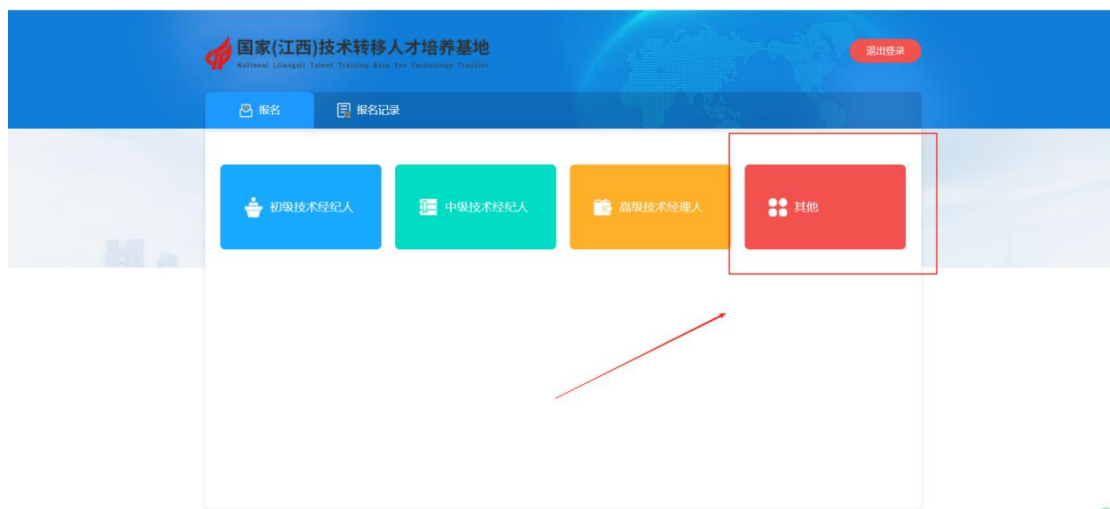 国家(江西)技术转移人才培养基地
National (Jiangxi) Talent Training Base For Technology Transfer
退出登录
报名
报名记录
初级技术经纪人
中级技术经纪人
高级技术经理人
其他